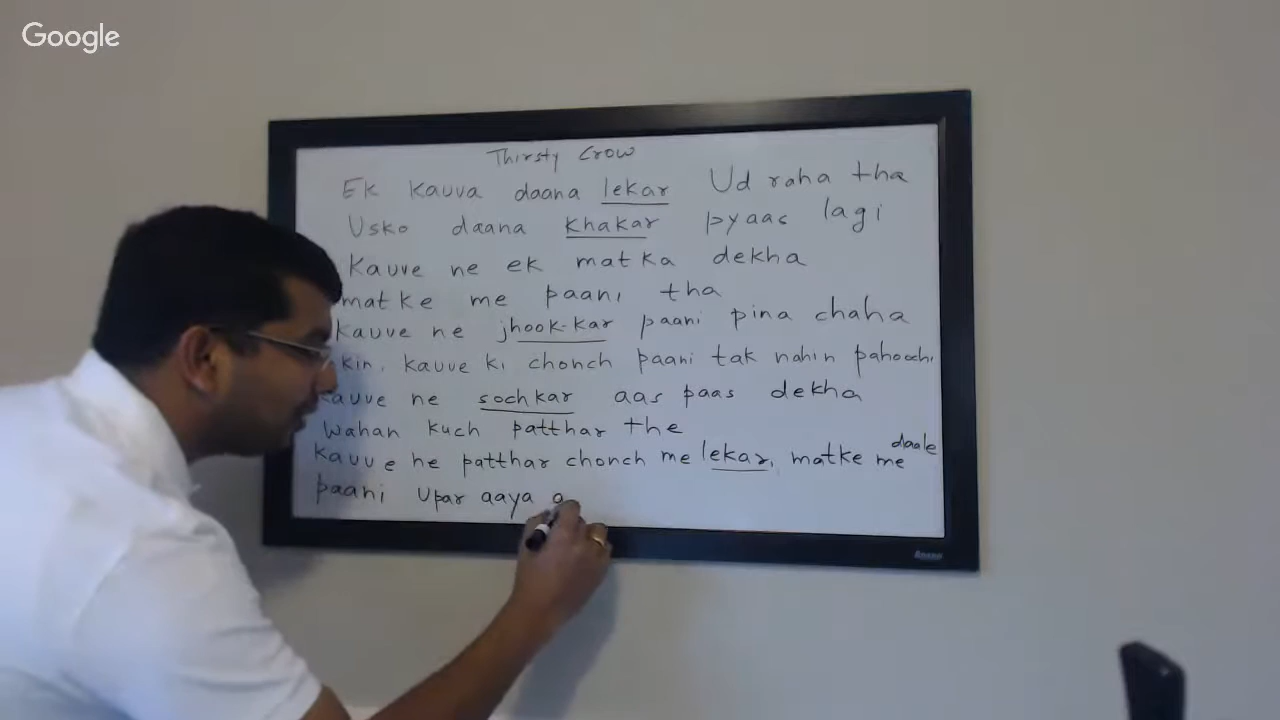 Google
Thirsty Crow
Ek kauva daana lekar Ud raha tha
Usko daana khakar pyaas lagi
Kauve ne ek matka dekha
matke me paani tha
kauve ne jhook-kar paani pina chaha
kin, kauve ki chonch paani tak nahin
auve ne sochkar aas paas dekha
Wahan kuch patthar the
kauve ne patthar chonch me lekar, matke me daale
paani Upar aaya a